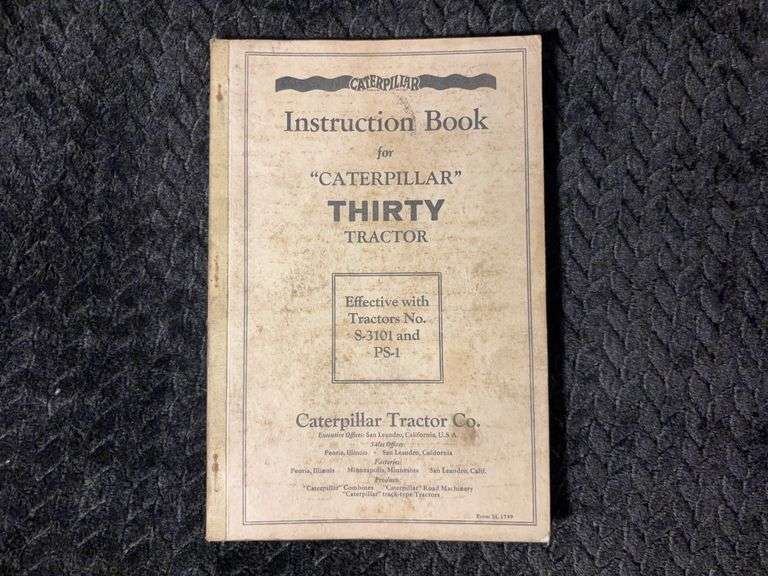 CATERPILLAR
Instruction Book
for
"CATERPILLAR"
THIRTY
TRACTOR
Effective with
Tractors No.
S-3101 and
PS-1
Caterpillar Tractor Co.
Executive Offices: San Leandro, California, U.S.A.
Sales Offices:
Peoria, Illinois · San Leandro, California
Factories:
Peoria, Illinois Minneapolis, Minnesota San Leandro, Calif.
Products:
"Caterpillar" Combines "Caterpillar" Road Machinery
"Caterpillar" track-type Tractors
Form